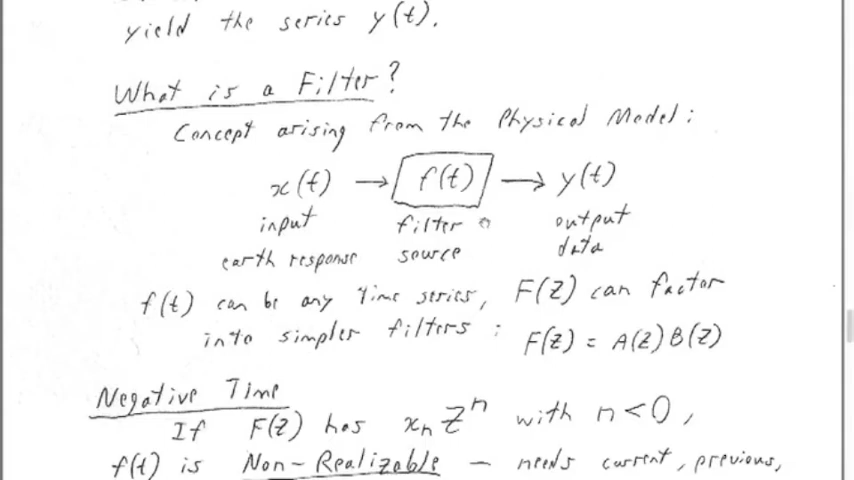 yield the series y(t).
What is a Filter?
Concept arising from the Physical Model:
x(t) → f(t) → y(t)
input filter output
earth response source data
f(t) can be any time series, F(Z) can factor
into simpler filters : F(Z) = A(Z)B(Z)
Negative Time
If F(Z) has xₙ Zⁿ with n<0,
f(t) is Non-Realizable — needs current, previous,